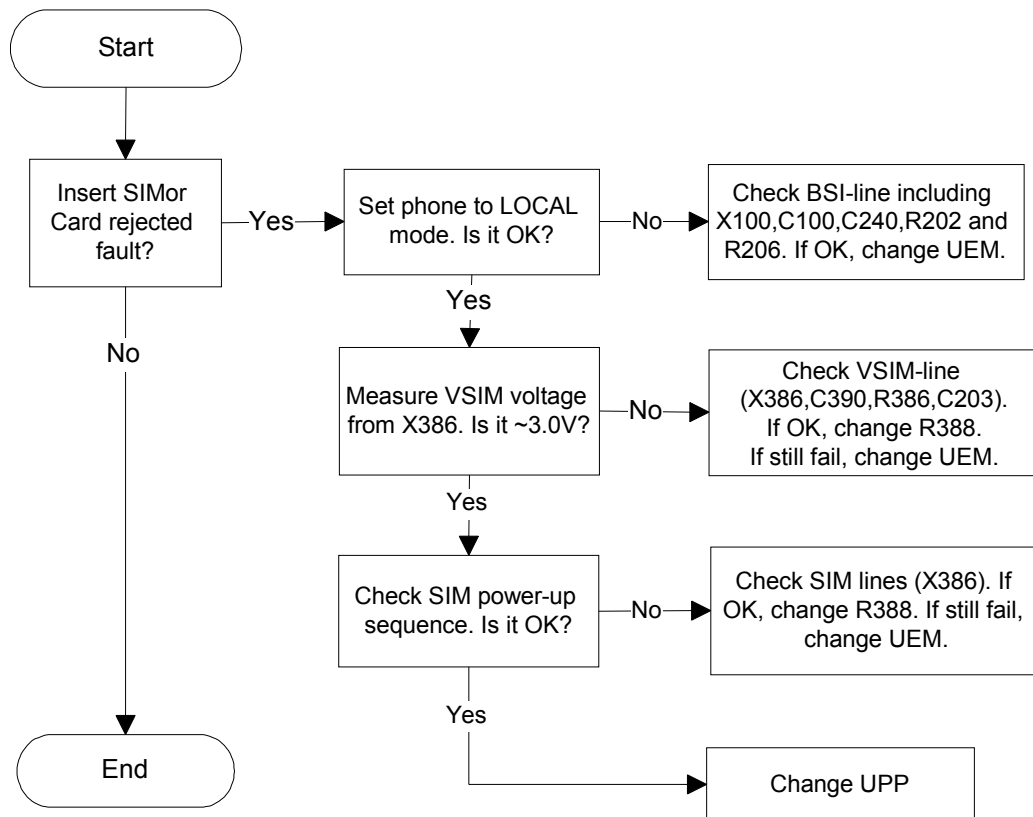 Start
Insert SIMor
Card rejected
fault?
Yes
Set phone to LOCAL
mode. Is it OK?
No
Check BSI-line including
X100,C100,C240,R202 and
R206. If OK, change UEM.
Yes
No
Measure VSIM voltage
from X386. Is it ~3.0V?
No
Check VSIM-line
(X386,C390,R386,C203).
If OK, change R388.
If still fail, change UEM.
Yes
Check SIM power-up
sequence. Is it OK?
No
Check SIM lines (X386). If
OK, change R388. If still fail,
change UEM.
Yes
End
Change UPP